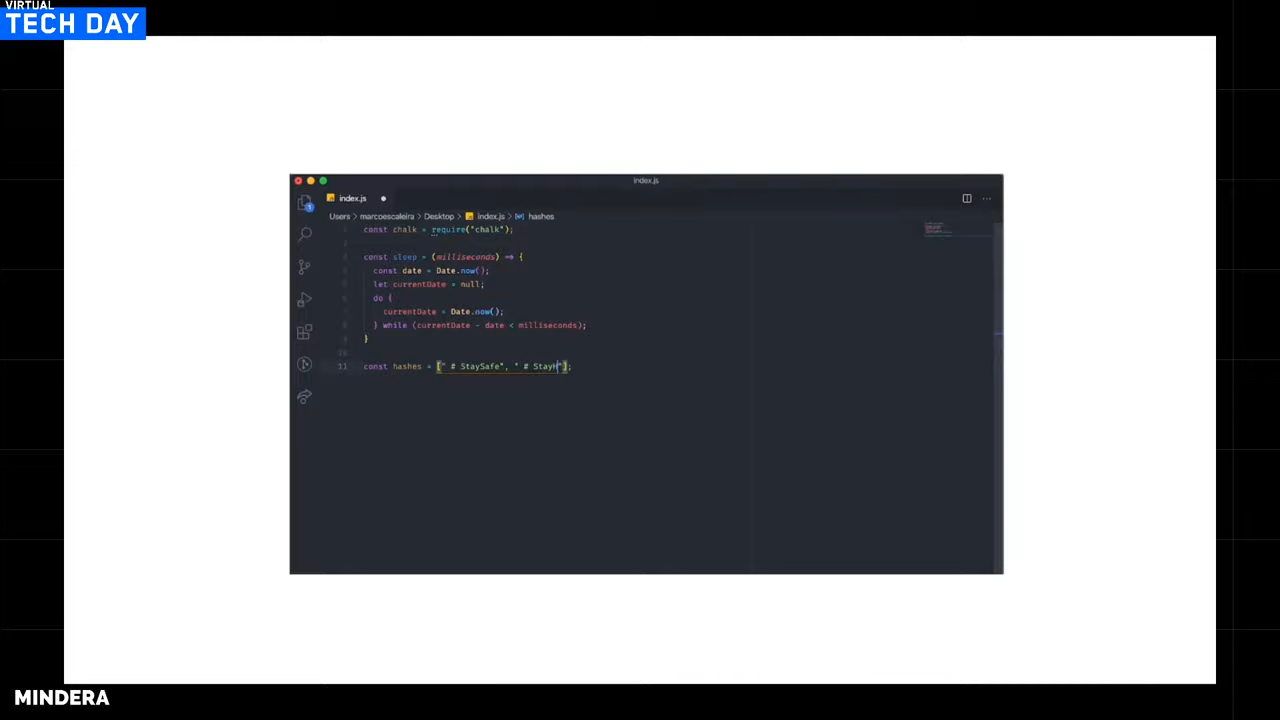 VIRTUAL
TECH DAY
index.js
index.js
Users > marcoescaleira > Desktop > index.js > hashes
1 const chalk = require("chalk");
const sleep = (milliseconds) => {
const date = Date.now();
let currentDate = null;
do {
currentDate = Date.now();
} while (currentDate - date < milliseconds);
}
11 const hashes = [" # StaySafe", " # StayH"];
MINDERA